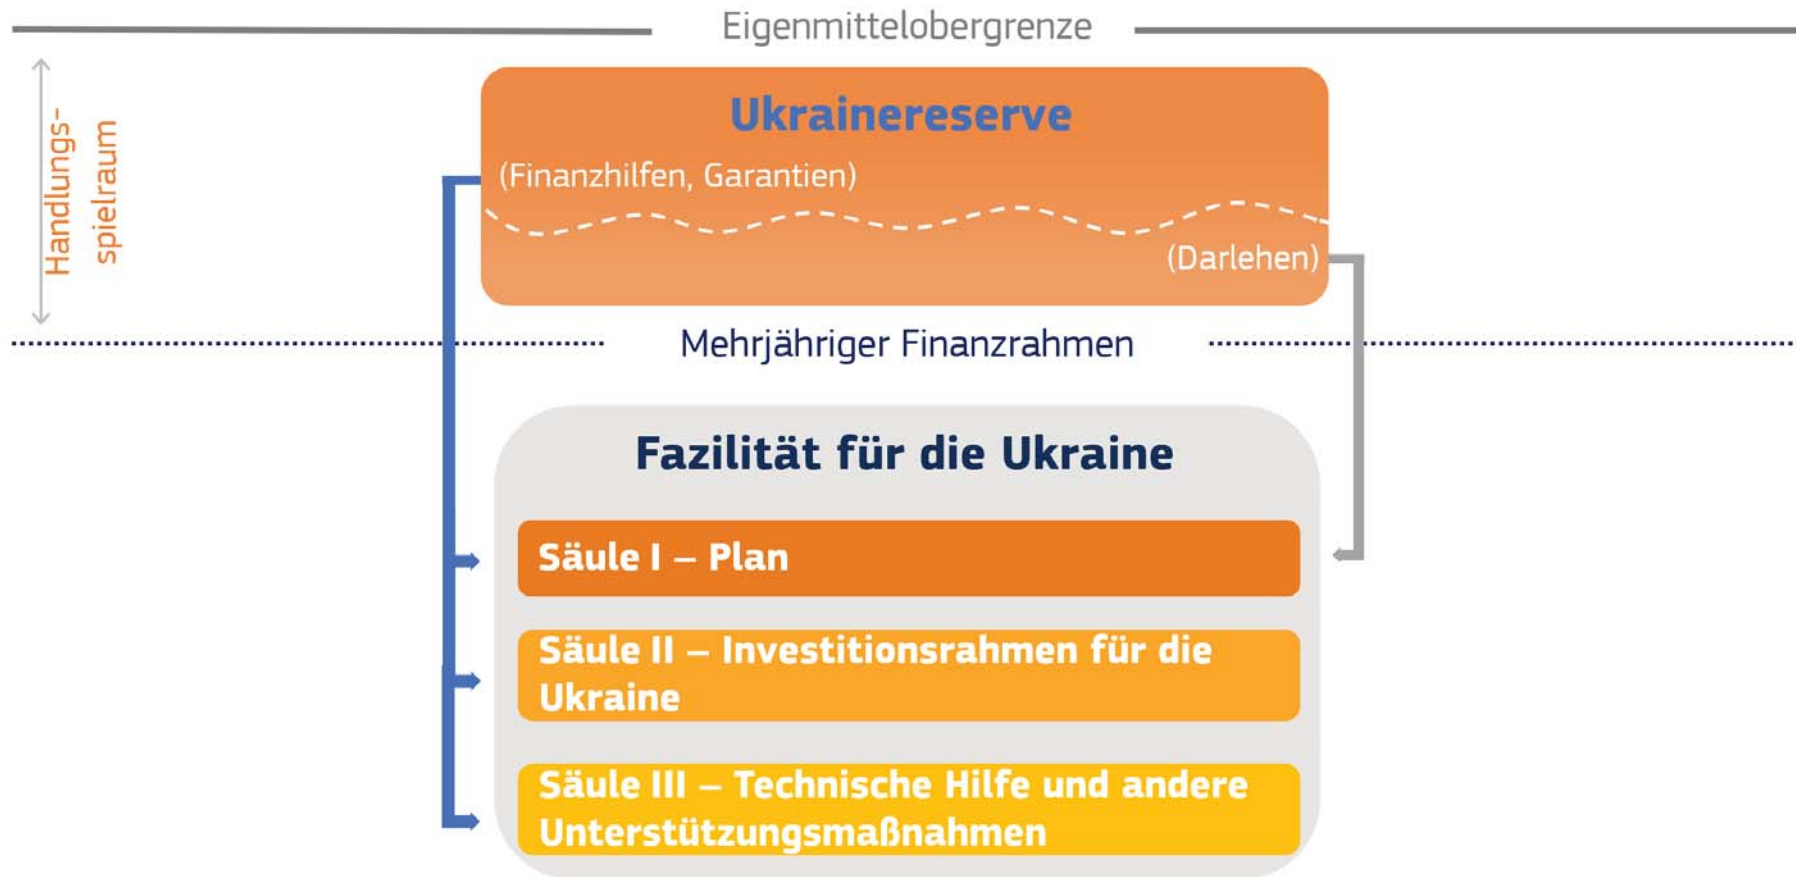 Eigenmittelobergrenze
Handlungs-
spielraum
Ukrainereserve
(Finanzhilfen, Garantien)
(Darlehen)
Mehrjähriger Finanzrahmen
Fazilität für die Ukraine
Säule I – Plan
Säule II – Investitionsrahmen für die
Ukraine
Säule III – Technische Hilfe und andere
Unterstützungsmaßnahmen